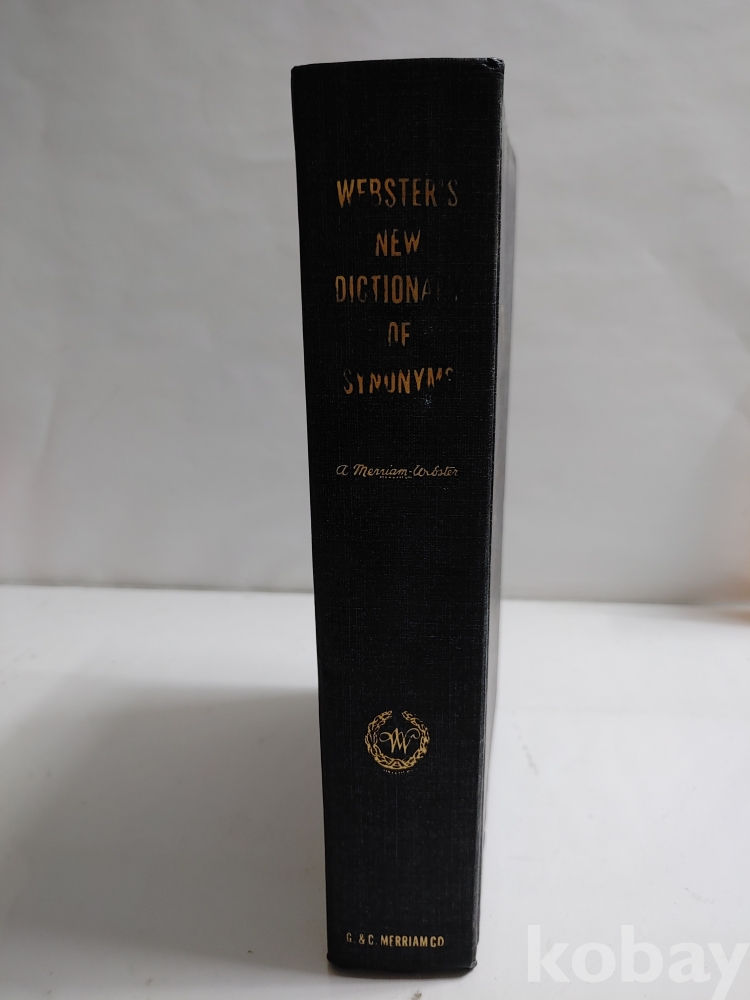 WEBSTER'S
NEW
DICTIONARY
OF
SYNONYMS
a Merriam-Webster
W
G. & C. MERRIAM CO
kobay